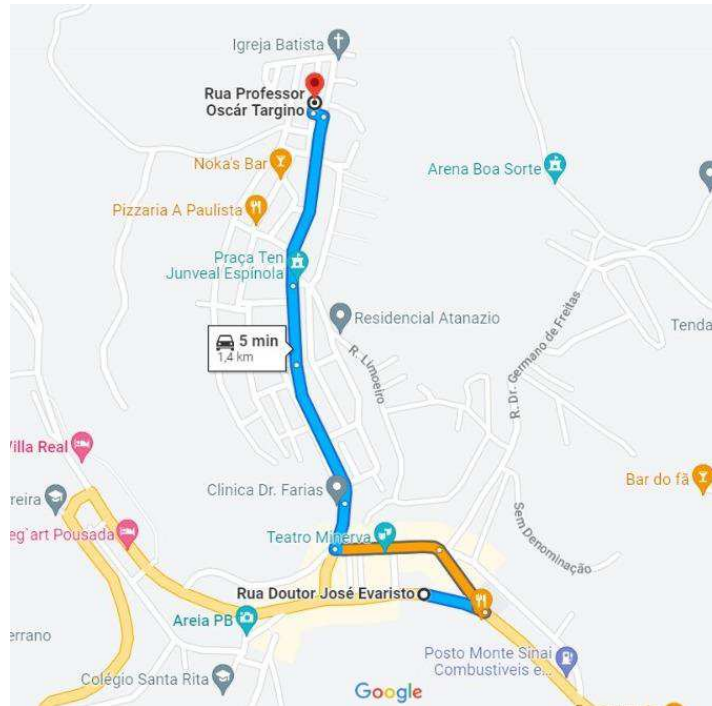 Igreja Batista
Rua Professor
Oscár Targino
Noka's Bar
Arena Boa Sorte
Pizzaria A Paulista
Praça Ten
Junveal Espínola
R. Dr. Germano de Freitas
Residencial Atanazio
Tenda
5 min
1,4 km
R. Limoeiro
Villa Real
Bar do fã
Clinica Dr. Farias
reira
eg'art Pousada
Teatro Minerva
Sem Denominação
Rua Doutor José Evaristo
Areia PB
errano
Posto Monte Sinai
Combustiveis e...
Colégio Santa Rita
Google